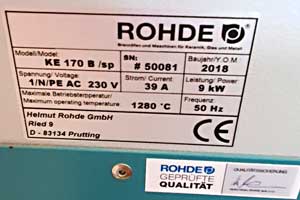 ROHDE
Brennöfen und Maschinen für Keramik, Glas und Metall
Modell/Model: KE 170 B /sp
SN: # 50081
Baujahr/Y.O.M 2018
Spannung/Voltage: 1/N/PE AC 230 V
Strom/Current: 39 A
Leistung/Power 9 kW
Maximale Betriebstemperatur/
Maximum operating temperature: 1280 °C
Frequenz: 50 Hz
Helmut Rohde GmbH
Ried 9
D - 83134 Prutting
CE
ROHDE
GEPRÜFTE
QUALITÄT
QUALITÄTSSICHERUNG